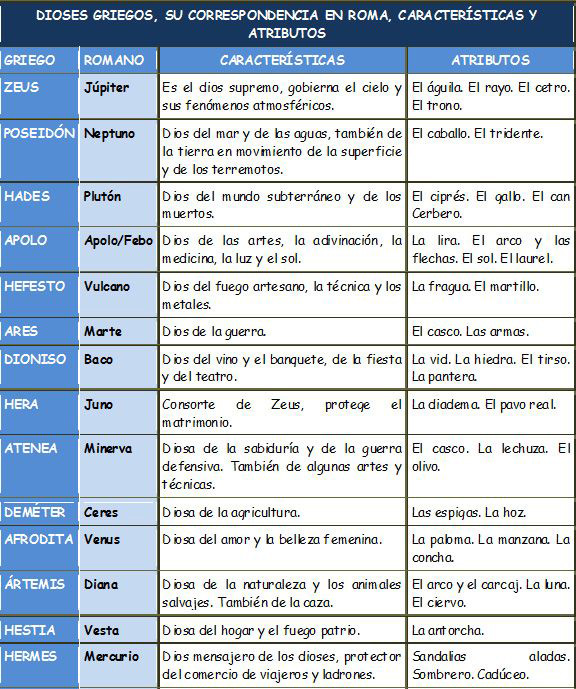 DIOSES GRIEGOS, SU CORRESPONDENCIA EN ROMA, CARACTERÍSTICAS Y
ATRIBUTOS
GRIEGO ROMANO CARACTERÍSTICAS ATRIBUTOS
ZEUS Júpiter Es el dios supremo, gobierna el cielo y El águila. El rayo. El cetro.
sus fenómenos atmosféricos. El trono.
POSEIDÓN Neptuno Dios del mar y de las aguas, también de El caballo. El tridente.
la tierra en movimiento de la superficie
y de los terremotos.
HADES Plutón Dios del mundo subterráneo y de los El ciprés. El gallo. El can
muertos. Cerbero.
APOLO Apolo/Febo Dios de las artes, la adivinación, la La lira. El arco y las
medicina, la luz y el sol. flechas. El sol. El laurel.
HEFESTO Vulcano Dios del fuego artesano, la técnica y los La fragua. El martillo.
metales.
ARES Marte Dios de la guerra. El casco. Las armas.
DIONISO Baco Dios del vino y el banquete, de la fiesta La vid. La hiedra. El tirso.
y del teatro. La pantera.
HERA Juno Consorte de Zeus, protege el La diadema. El pavo real.
matrimonio.
ATENEA Minerva Diosa de la sabiduría y de la guerra El casco. La lechuza. El
defensiva. También de algunas artes y olivo.
técnicas.
DEMÉTER Ceres Diosa de la agricultura. Las espigas. La hoz.
AFRODITA Venus Diosa del amor y la belleza femenina. La paloma. La manzana. La
concha.
ÁRTEMIS Diana Diosa de la naturaleza y los animales El arco y el carcaj. La luna.
salvajes. También de la caza. El ciervo.
HESTIA Vesta Diosa del hogar y el fuego patrio. La antorcha.
HERMES Mercurio Dios mensajero de los dioses, protector Sandalias aladas.
del comercio de viajeros y ladrones. Sombrero. Cadúceo.